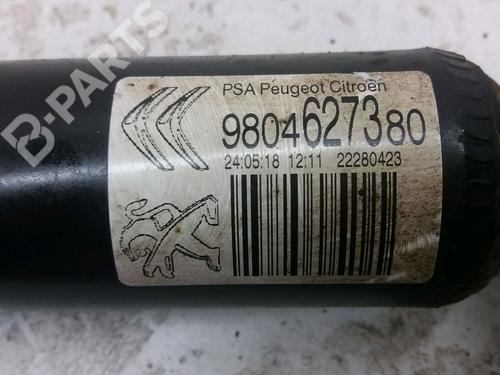 B-PARTS
PSA Peugeot Citroën
9804627380
24:05:18 12:11 22280423